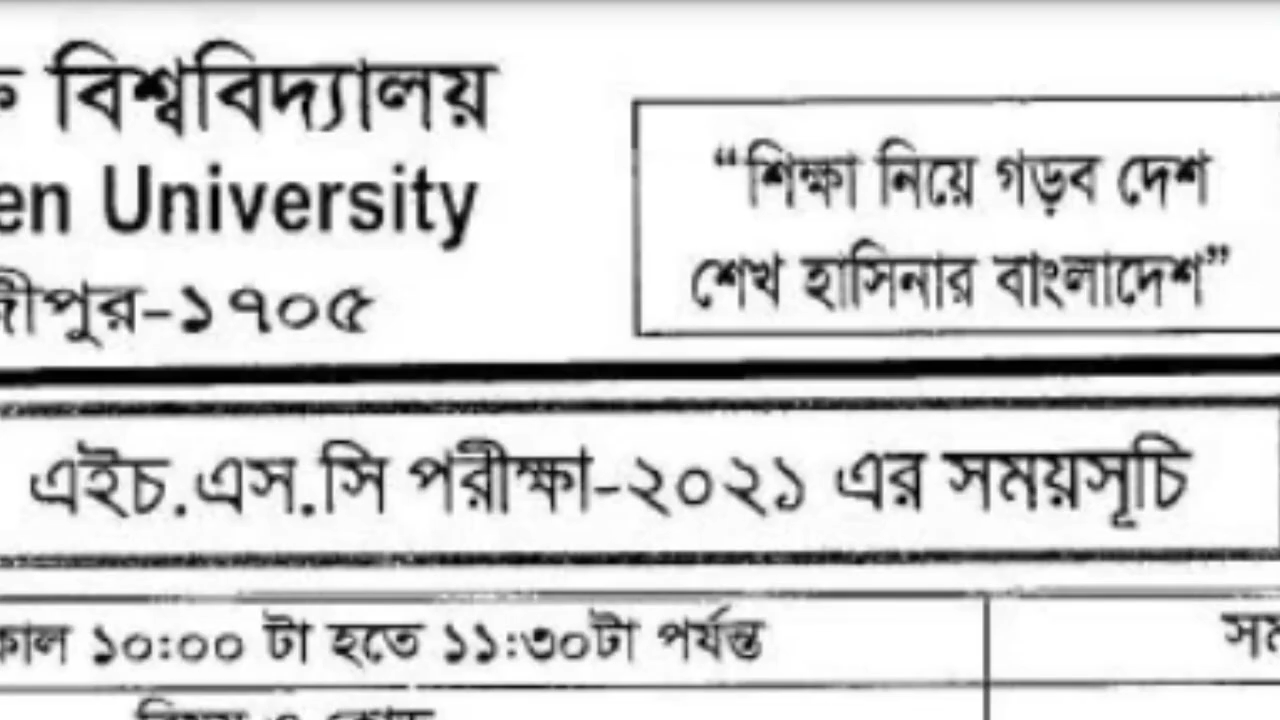 বিশ্ববিদ্যালয়
en University
জীপুর-১৭০৫
“শিক্ষা নিয়ে গড়ব দেশ
শেখ হাসিনার বাংলাদেশ”
এইচ.এস.সি পরীক্ষা-২০২১ এর সময়সূচি
কাল ১০:০০ টা হতে ১১:৩০টা পর্যন্ত